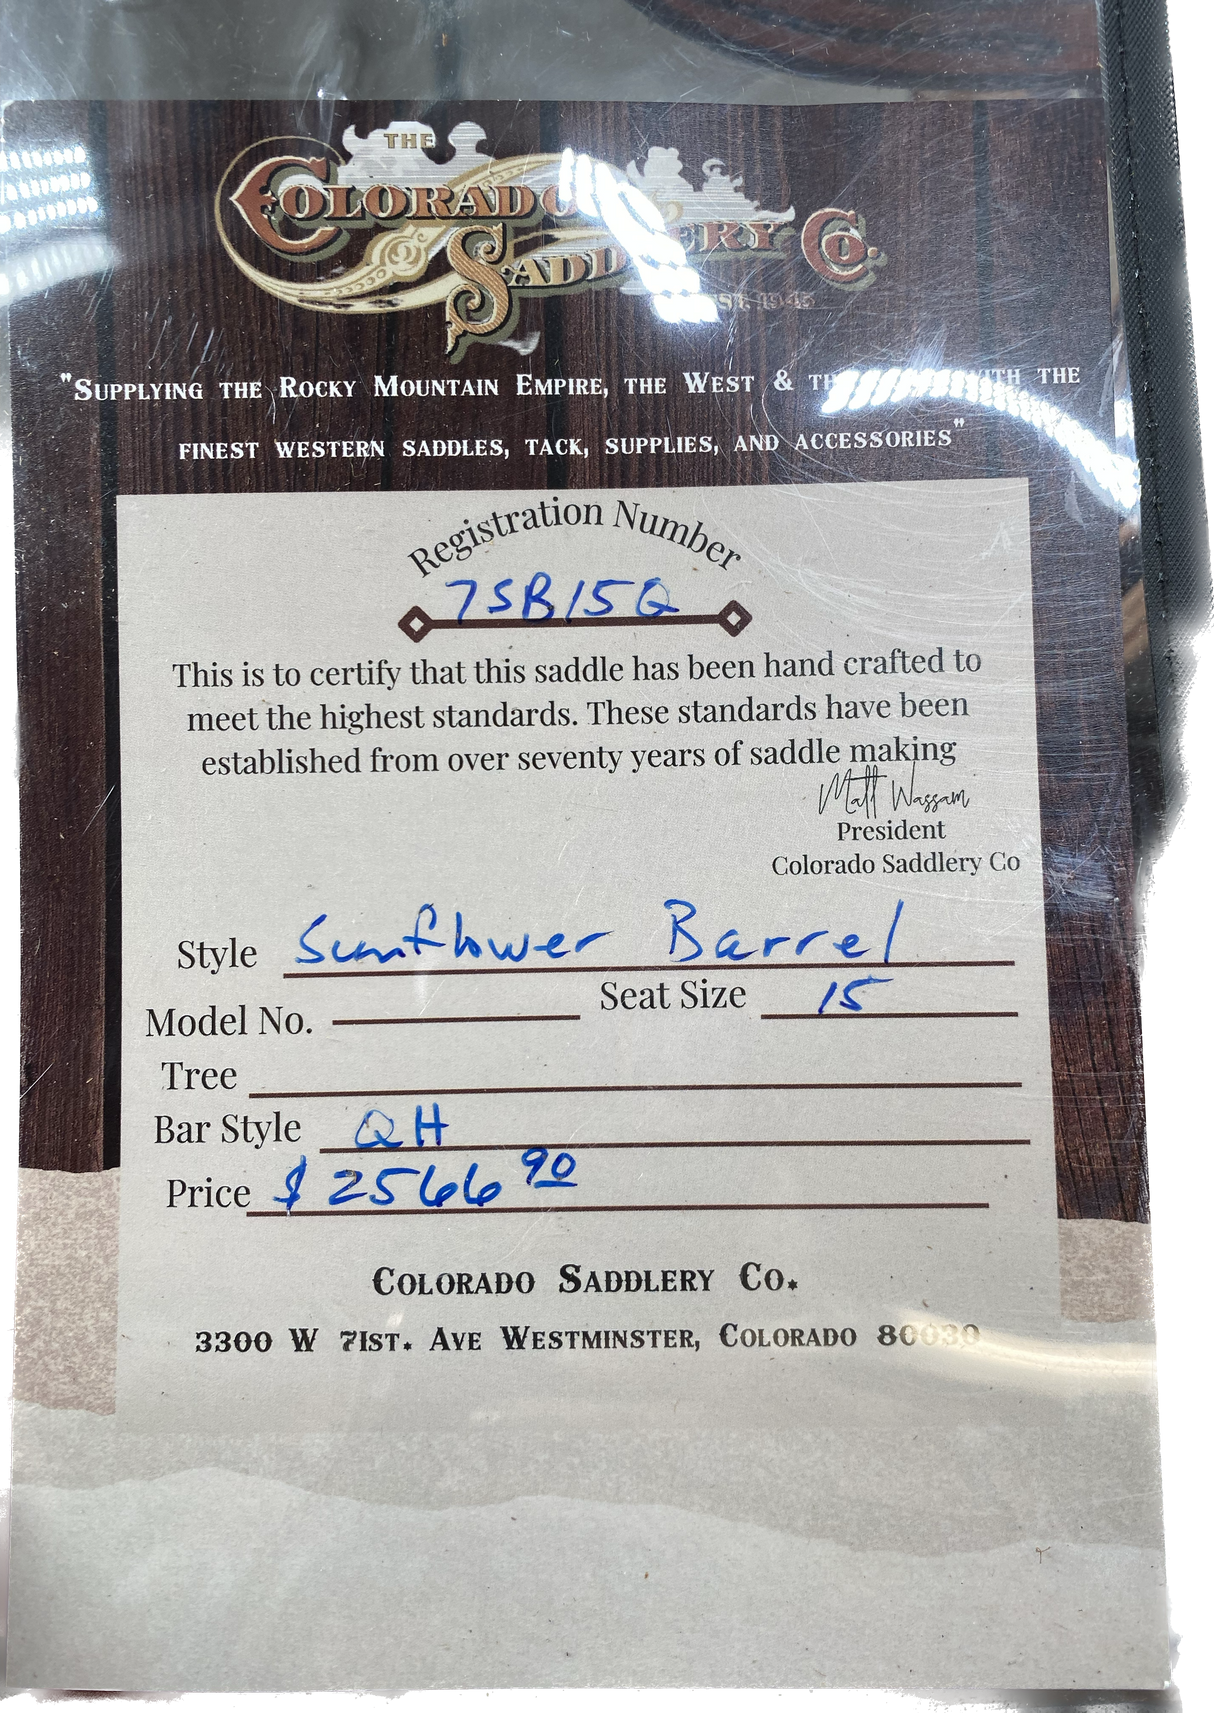 THE
COLORADO
SADDLERY CO.
EST 1945
"SUPPLYING THE ROCKY MOUNTAIN EMPIRE, THE WEST & WITH THE
FINEST WESTERN SADDLES, TACK, SUPPLIES, AND ACCESSORIES"
Registration Number
7SB15Q
This is to certify that this saddle has been hand crafted to
meet the highest standards. These standards have been
established from over seventy years of saddle making
Matt Wassam
President
Colorado Saddlery Co
Style Sunflower Barrel
Model No. Seat Size 15
Tree
Bar Style QH
Price $ 2566 90
COLORADO SADDLERY CO.
3300 W 71ST. AVE WESTMINSTER, COLORADO 80030